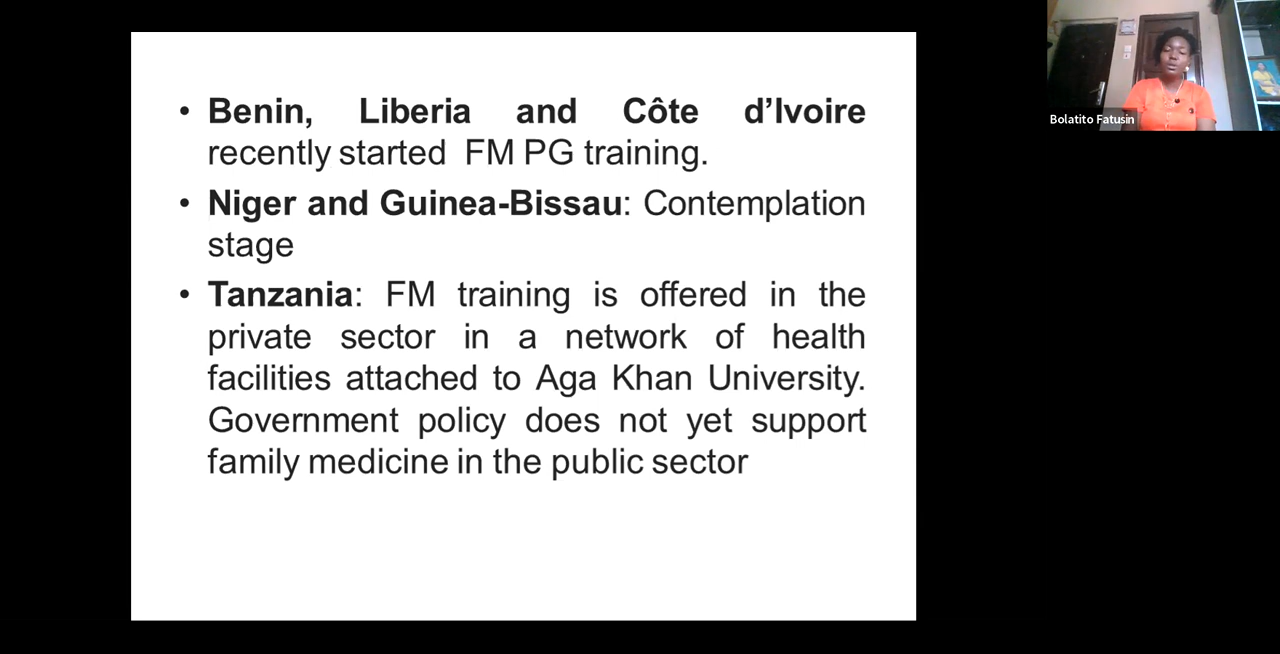 • Benin, Liberia and Côte d’Ivoire
recently started FM PG training.
• Niger and Guinea-Bissau: Contemplation
stage
• Tanzania: FM training is offered in the
private sector in a network of health
facilities attached to Aga Khan University.
Government policy does not yet support
family medicine in the public sector
Bolatito Fatusin